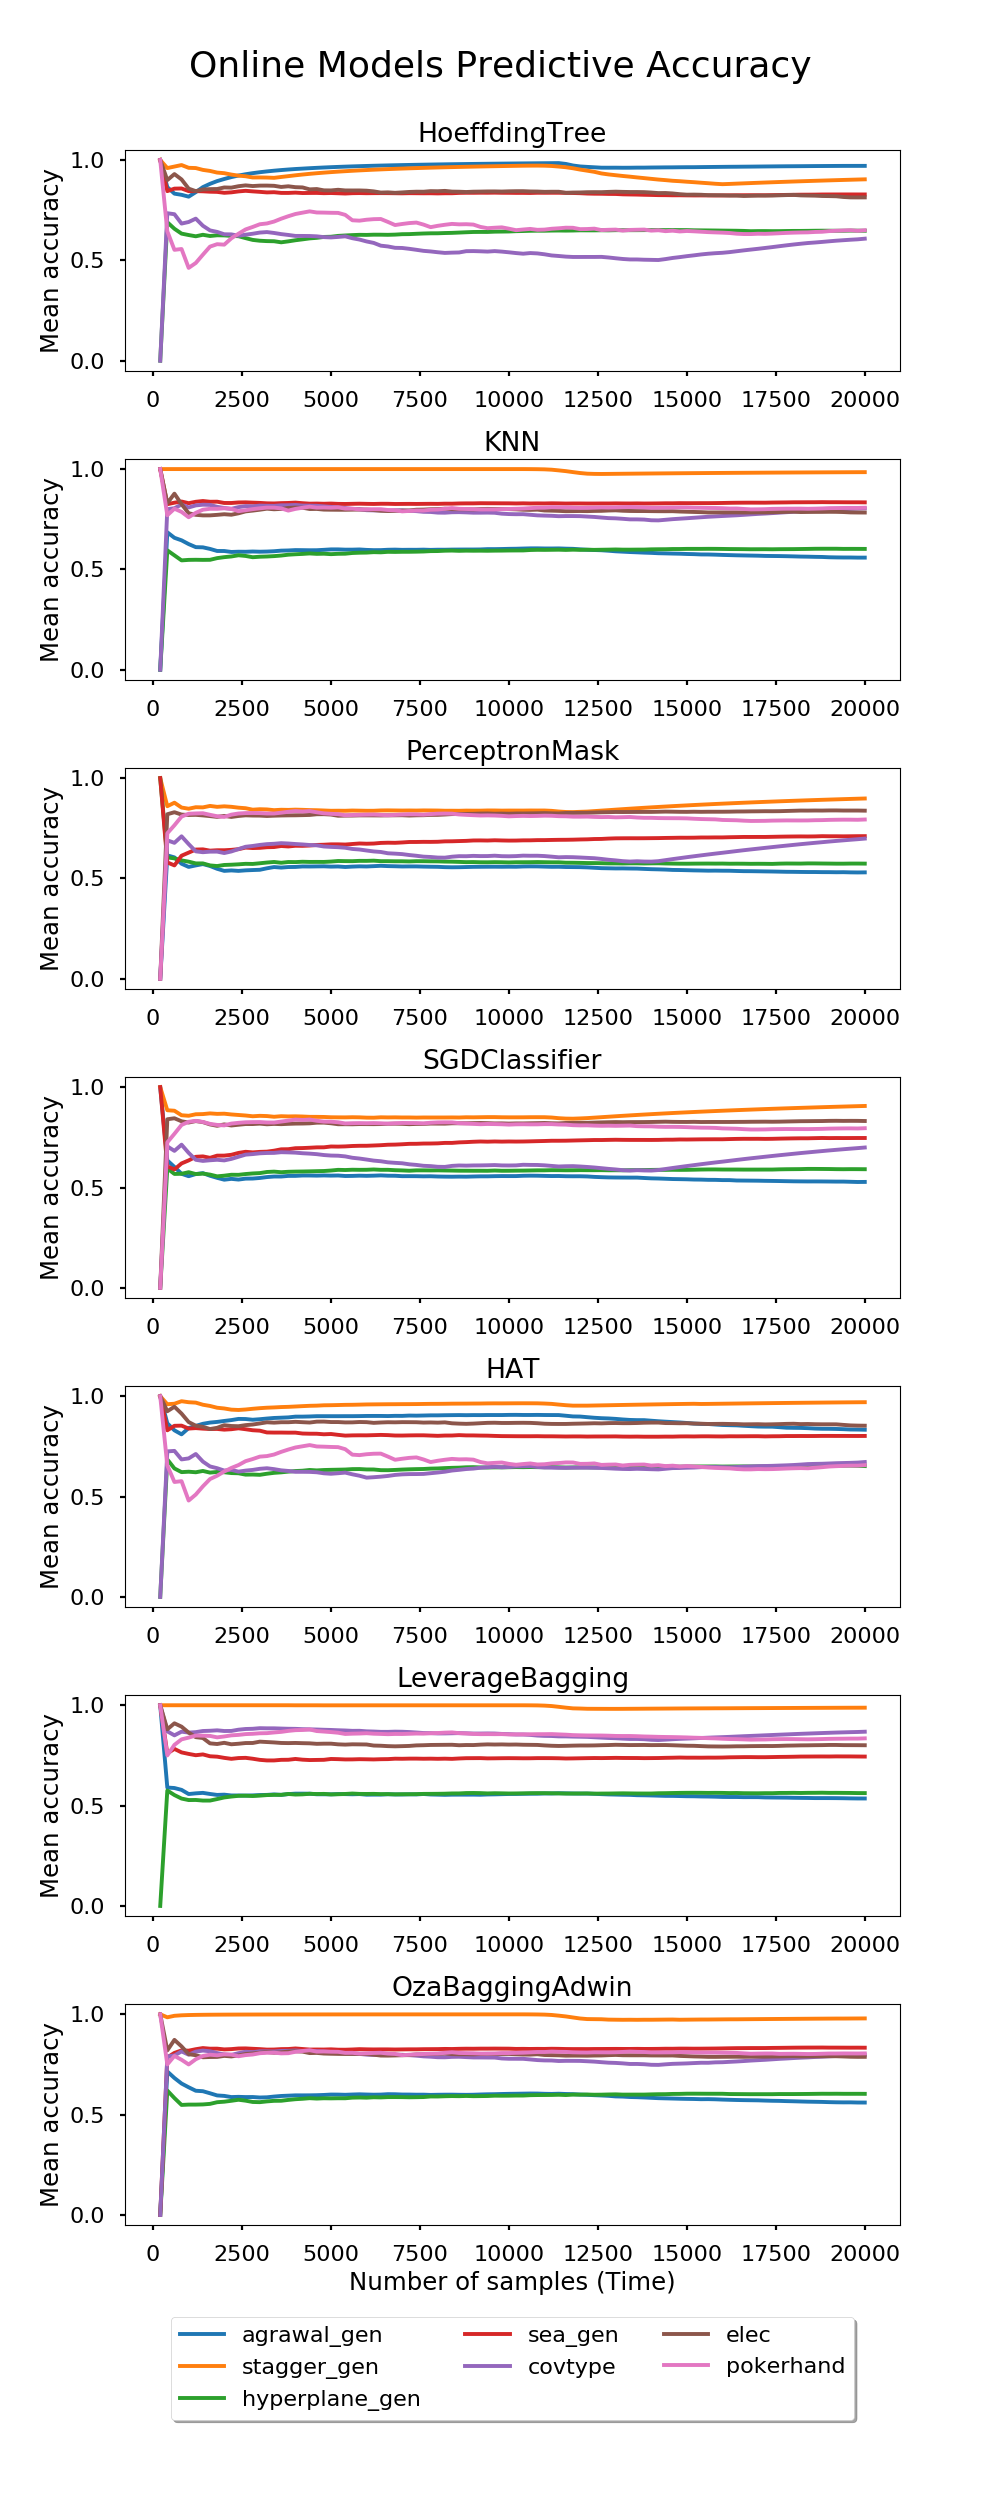 Online Models Predictive Accuracy
HoeffdingTree
Mean accuracy
1.0
0.5
0.0
0 2500 5000 7500 10000 12500 15000 17500 20000
KNN
Mean accuracy
1.0
0.5
0.0
0 2500 5000 7500 10000 12500 15000 17500 20000
PerceptronMask
Mean accuracy
1.0
0.5
0.0
0 2500 5000 7500 10000 12500 15000 17500 20000
SGDClassifier
Mean accuracy
1.0
0.5
0.0
0 2500 5000 7500 10000 12500 15000 17500 20000
HAT
Mean accuracy
1.0
0.5
0.0
0 2500 5000 7500 10000 12500 15000 17500 20000
LeverageBagging
Mean accuracy
1.0
0.5
0.0
0 2500 5000 7500 10000 12500 15000 17500 20000
OzaBaggingAdwin
Mean accuracy
1.0
0.5
0.0
0 2500 5000 7500 10000 12500 15000 17500 20000
Number of samples (Time)
agrawal_gen sea_gen elec
stagger_gen covtype pokerhand
hyperplane_gen